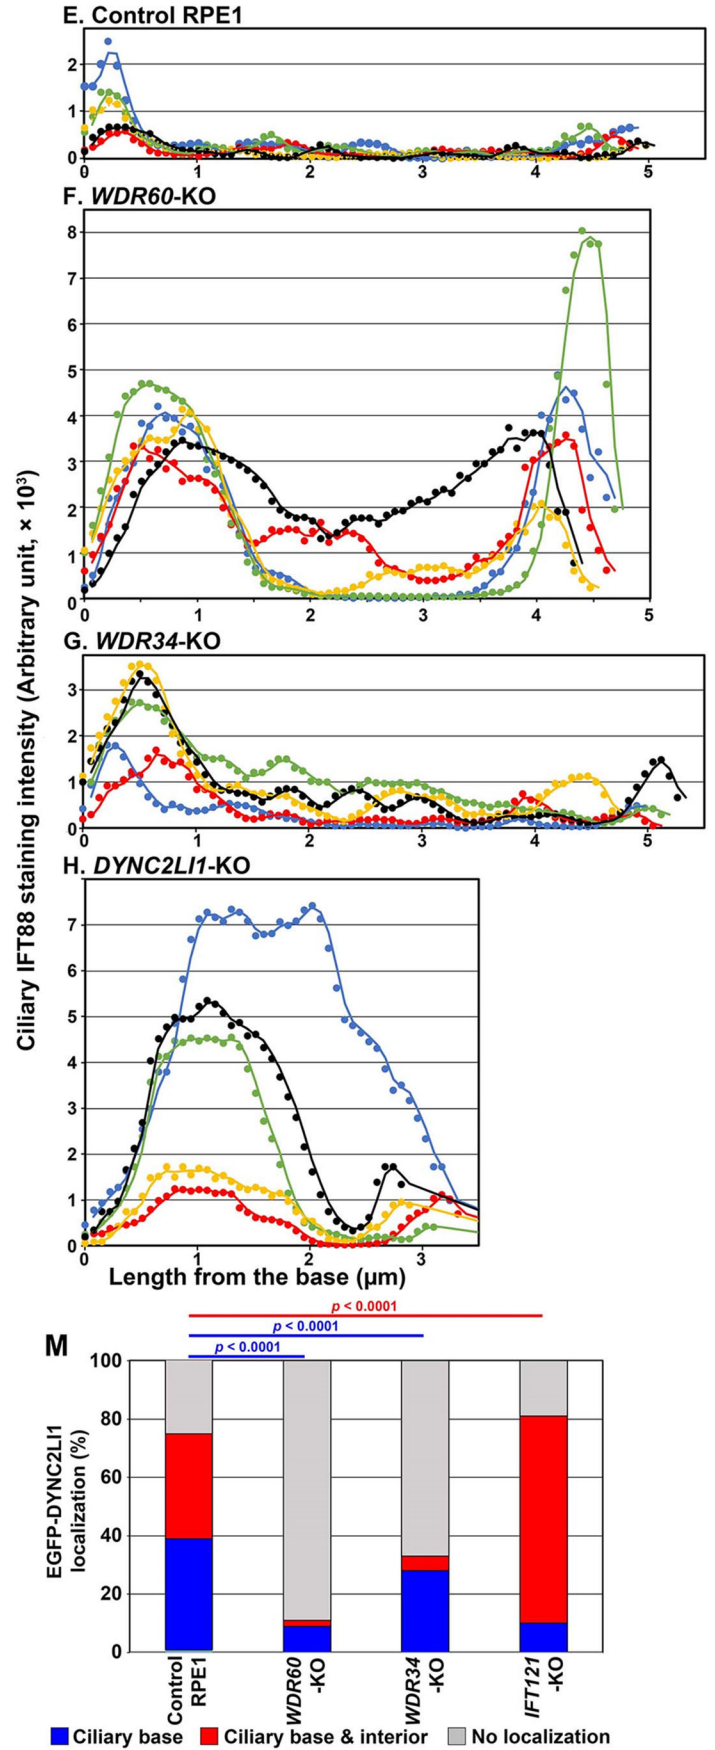 E. Control RPE1
2
1
0
0 1 2 3 4 5
F. WDR60-KO
8
7
6
5
4
3
2
1
0
0 1 2 3 4 5
G. WDR34-KO
3
2
1
0
0 1 2 3 4 5
H. DYNC2LI1-KO
7
6
5
4
3
2
1
0
0 1 2 3
Length from the base (μm)
Ciliary IFT88 staining intensity (Arbitrary unit, × 10³)
p < 0.0001
p < 0.0001
p < 0.0001
M
100
80
60
40
20
0
EGFP-DYNC2LI1
localization (%)
Control
RPE1
WDR60
-KO
WDR34
-KO
IFT121
-KO
Ciliary base Ciliary base & interior No localization